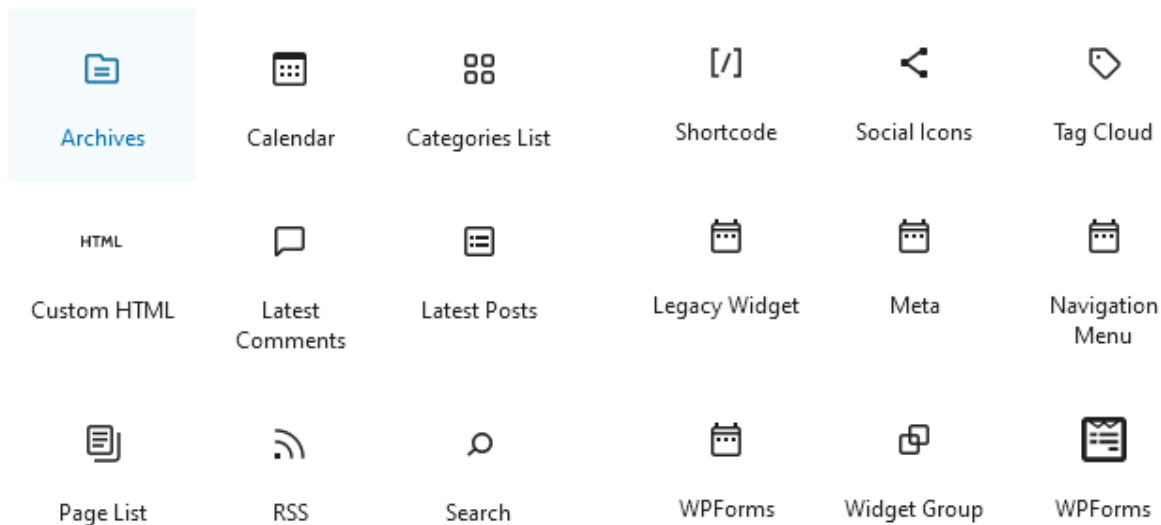 [/]
Archives Calendar Categories List Shortcode Social Icons Tag Cloud
HTML
Custom HTML Latest Comments Latest Posts Legacy Widget Meta Navigation Menu
Page List RSS Search WPForms Widget Group WPForms